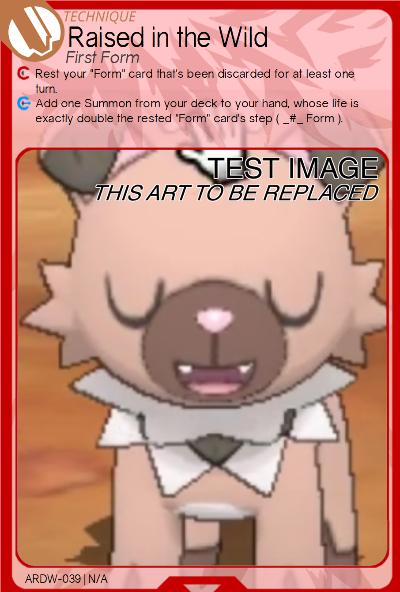 TECHNIQUE
Raised in the Wild
First Form
Rest your "Form" card that's been discarded for at least one
turn.
Add one Summon from your deck to your hand, whose life is
exactly double the rested "Form" card's step ( _#_ Form ).
TEST IMAGE
THIS ART TO BE REPLACED
ARDW-039 | N/A